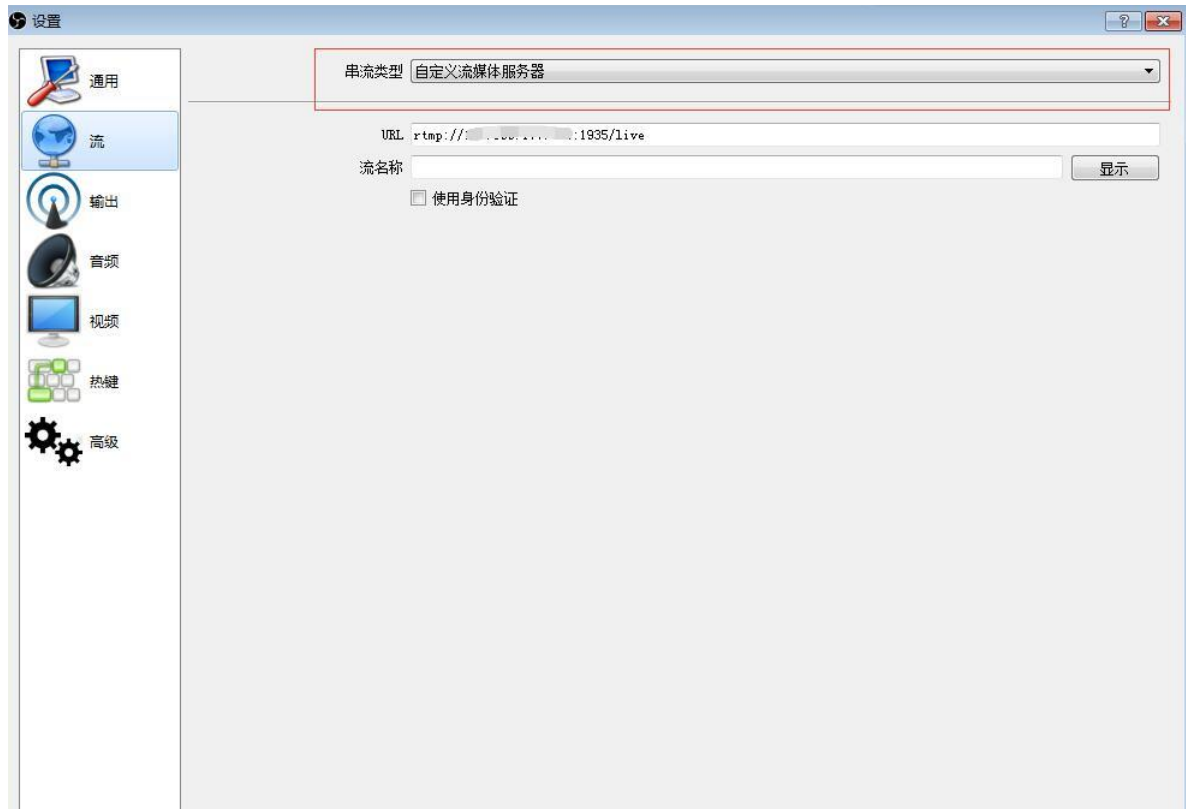 设置
通用
流
输出
音频
视频
热键
高级
串流类型 自定义流媒体服务器
URL rtmp:// :1935/live
流名称 显示
使用身份验证